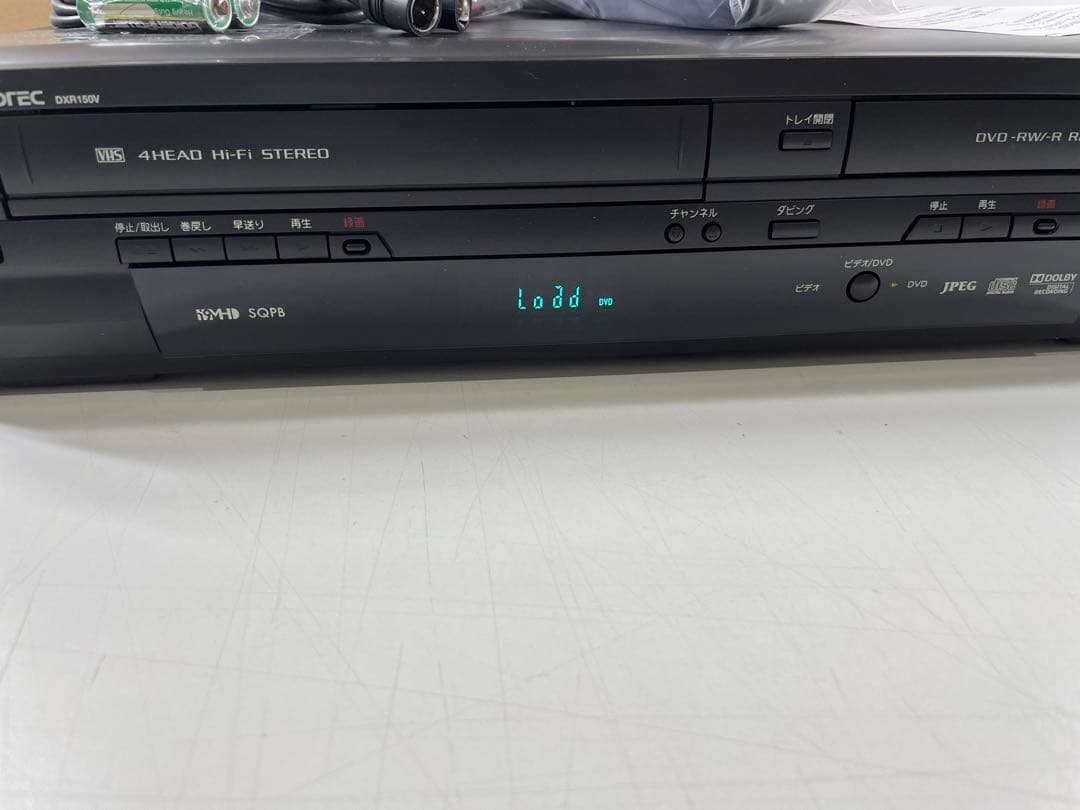 DXR150V
VHS 4HEAD Hi-Fi STEREO
トレイ開閉
DVD-RW/-R
停止/取出し 巻戻し 早送り 再生 録画
チャンネル
ダビング
停止 再生 録画
ビデオ/DVD
ビデオ
DVD
JPEG
disc
DOLBY
DIGITAL
RECORDING
SQPB
Lodd DVD